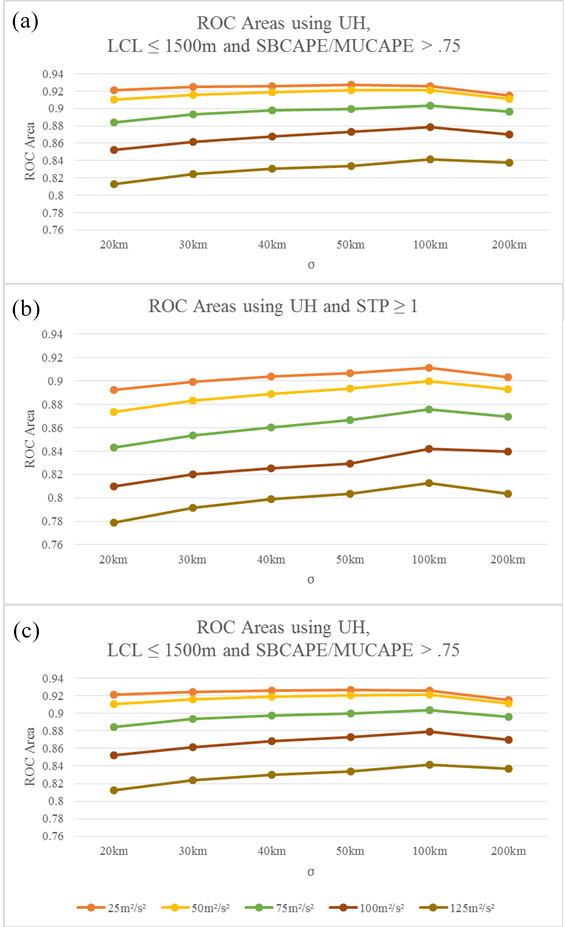 (a)
ROC Areas using UH,
LCL ≤ 1500m and SBCAPE/MUCAPE > .75
ROC Area
0.94
0.92
0.9
0.88
0.86
0.84
0.82
0.8
0.78
0.76
20km 30km 40km 50km 100km 200km
σ
(b)
ROC Areas using UH and STP ≥ 1
ROC Area
0.94
0.92
0.9
0.88
0.86
0.84
0.82
0.8
0.78
0.76
20km 30km 40km 50km 100km 200km
σ
(c)
ROC Areas using UH,
LCL ≤ 1500m and SBCAPE/MUCAPE > .75
ROC Area
0.94
0.92
0.9
0.88
0.86
0.84
0.82
0.8
0.78
0.76
20km 30km 40km 50km 100km 200km
σ
25m²/s² 50m²/s² 75m²/s² 100m²/s² 125m²/s²